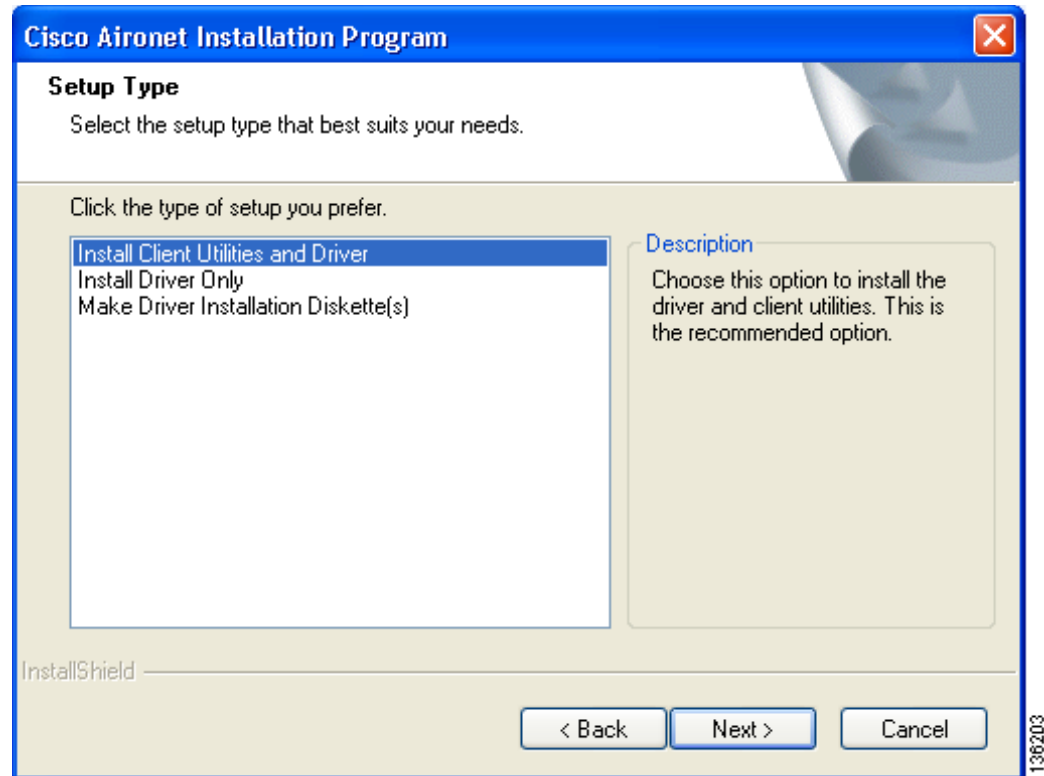 Cisco Aironet Installation Program
Setup Type
Select the setup type that best suits your needs.
Click the type of setup you prefer.
Install Client Utilities and Driver
Install Driver Only
Make Driver Installation Diskette(s)
Description
Choose this option to install the
driver and client utilities. This is
the recommended option.
InstallShield
< Back
Next >
Cancel
136203